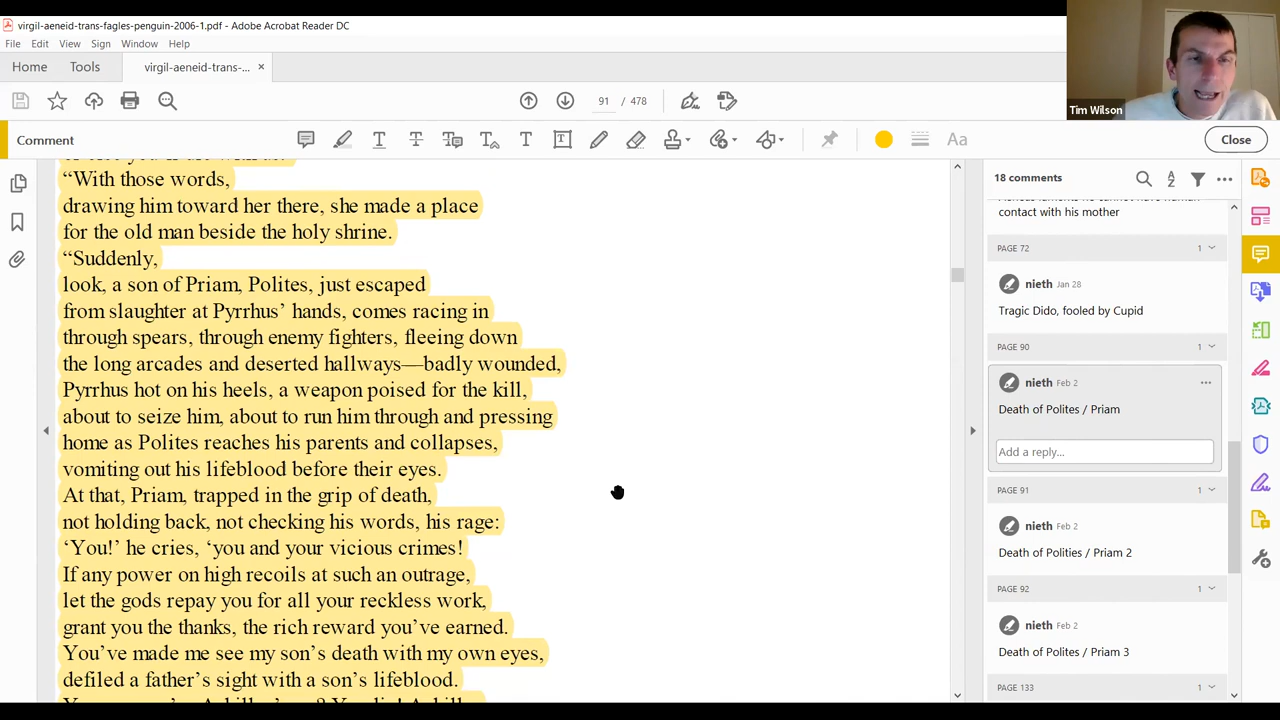 virgil-aeneid-trans-fagles-penguin-2006-1.pdf - Adobe Acrobat Reader DC
File Edit View Sign Window Help
Home Tools virgil-aeneid-trans-... ×
91 / 478
Tim Wilson
Comment
Aa
Close
“With those words,
drawing him toward her there, she made a place
for the old man beside the holy shrine.
“Suddenly,
look, a son of Priam, Polites, just escaped
from slaughter at Pyrrhus’ hands, comes racing in
through spears, through enemy fighters, fleeing down
the long arcades and deserted hallways—badly wounded,
Pyrrhus hot on his heels, a weapon poised for the kill,
about to seize him, about to run him through and pressing
home as Polites reaches his parents and collapses,
vomiting out his lifeblood before their eyes.
At that, Priam, trapped in the grip of death,
not holding back, not checking his words, his rage:
‘You!’ he cries, ‘you and your vicious crimes!
If any power on high recoils at such an outrage,
let the gods repay you for all your reckless work,
grant you the thanks, the rich reward you’ve earned.
You’ve made me see my son’s death with my own eyes,
defiled a father’s sight with a son’s lifeblood.
18 comments
contact with his mother
PAGE 72 1
nieth Jan 28
Tragic Dido, fooled by Cupid
PAGE 90 1
nieth Feb 2
Death of Polites / Priam
Add a reply...
PAGE 91 1
nieth Feb 2
Death of Polities / Priam 2
PAGE 92 1
nieth Feb 2
Death of Polites / Priam 3
PAGE 133 1